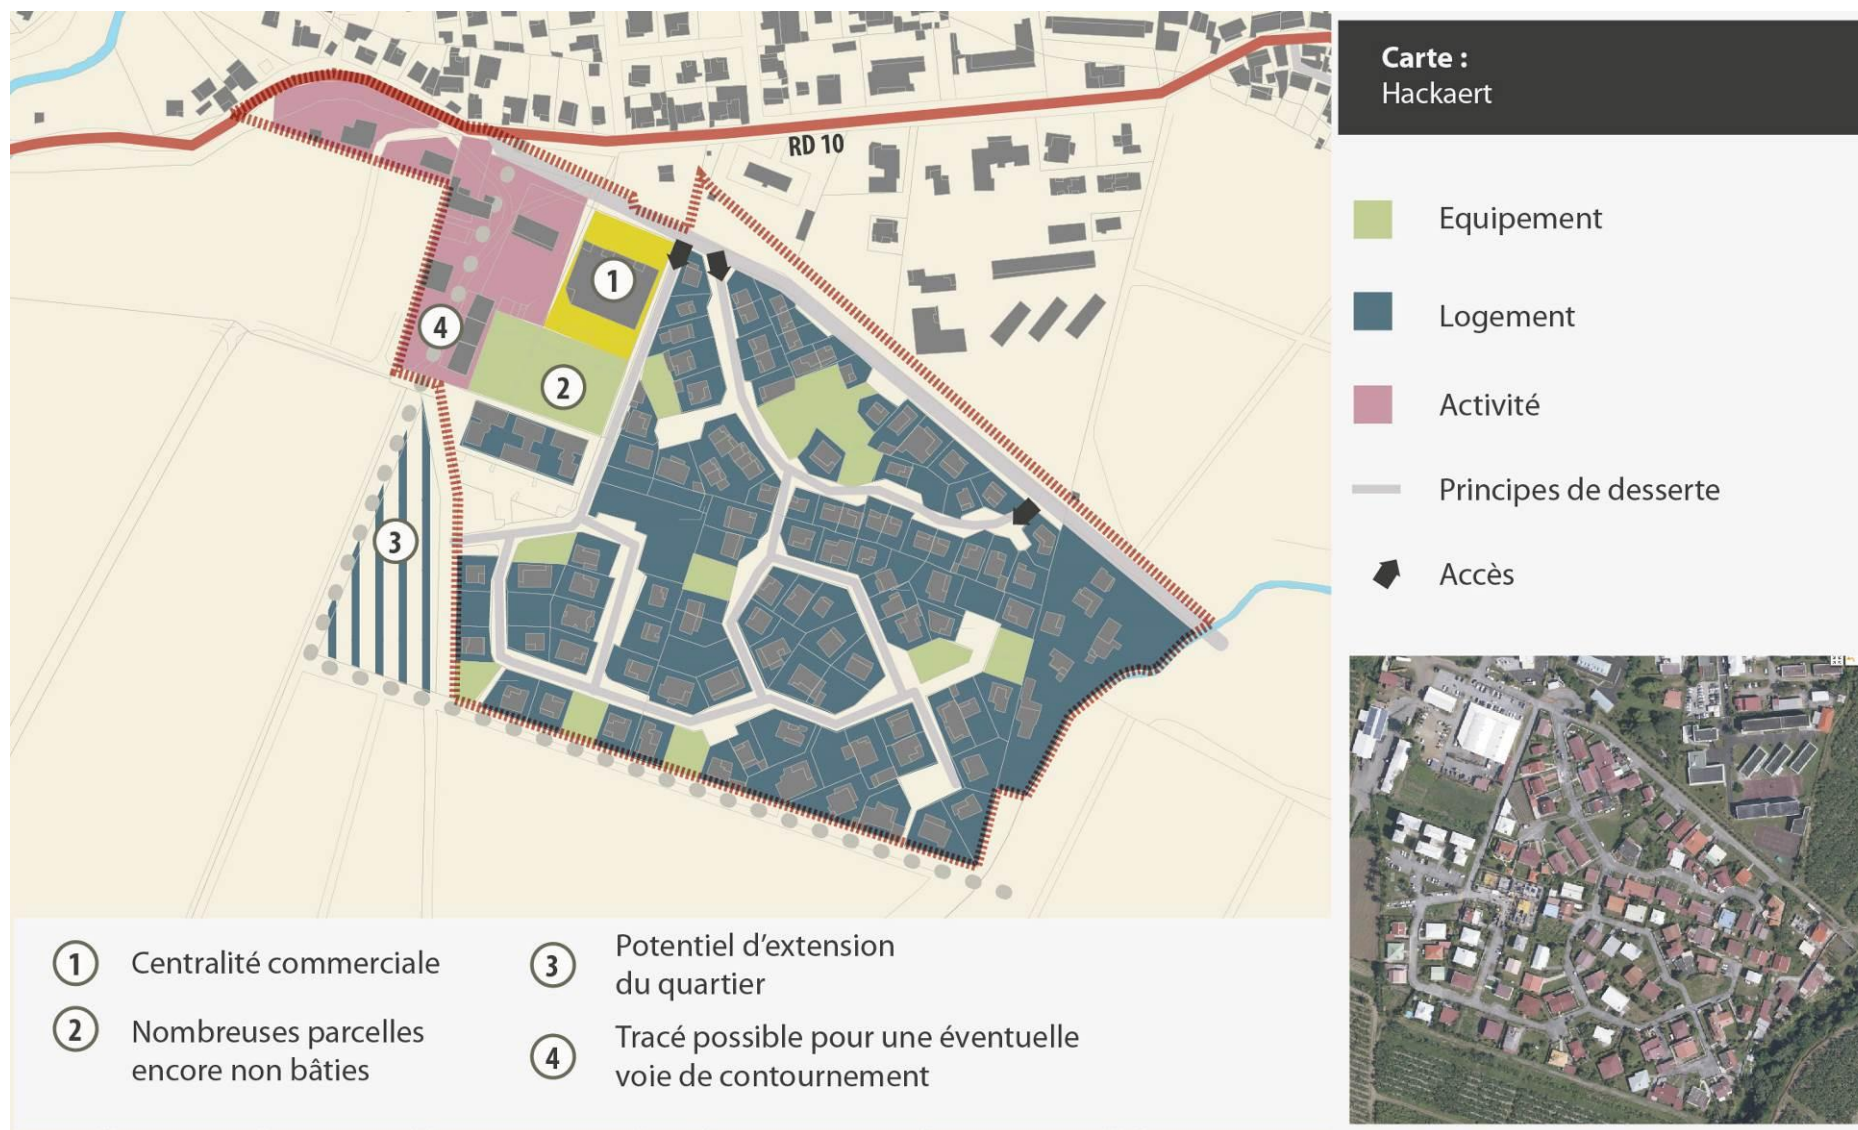 RD 10
1
4
2
3
Carte :
Hackaert
Equipement
Logement
Activité
Principes de desserte
Accès
1 Centralité commerciale
2 Nombreuses parcelles
encore non bâties
3 Potentiel d’extension
du quartier
4 Tracé possible pour une éventuelle
voie de contournement